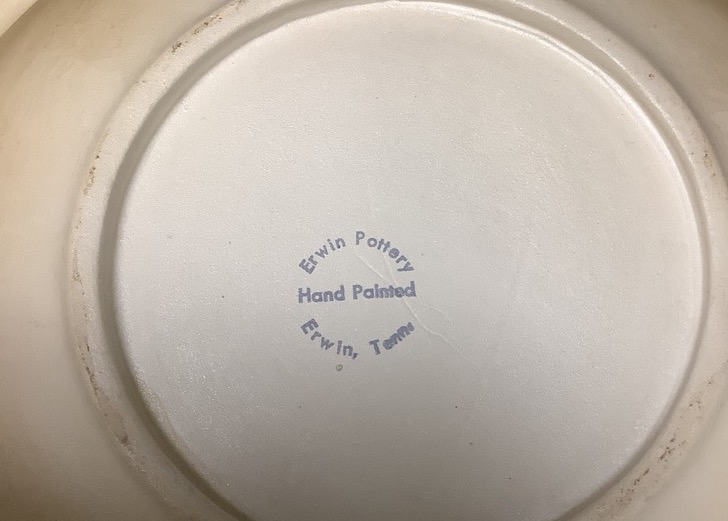 Erwin Pottery
Hand Painted
Erwin, Tenn.